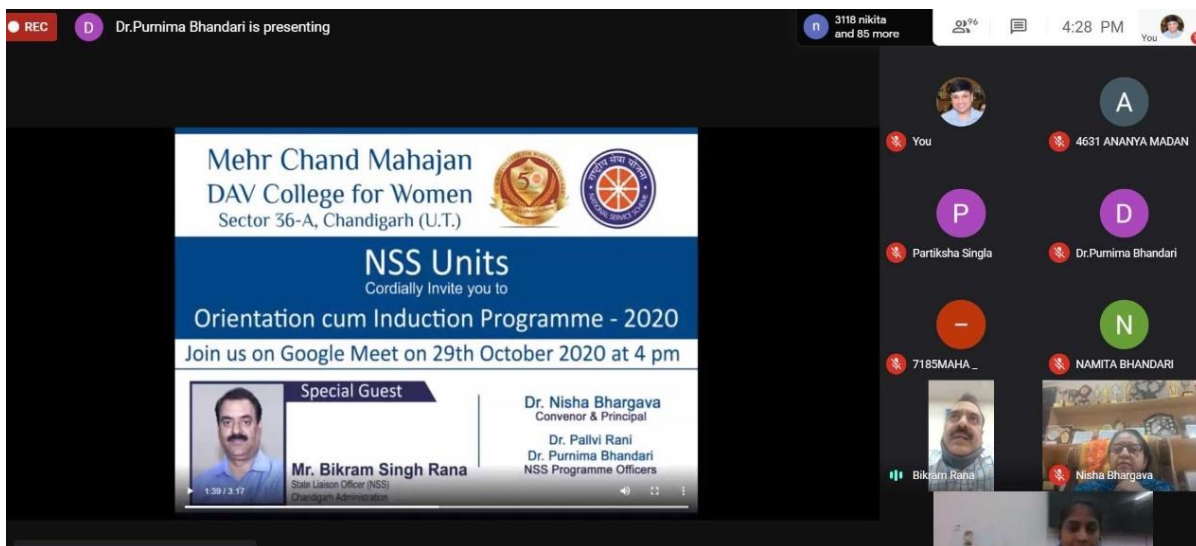 REC
D
Dr.Purnima Bhandari is presenting
n
3118 nikita
and 85 more
96
4:28 PM
You
Mehr Chand Mahajan
DAV College for Women
Sector 36-A, Chandigarh (U.T.)
50
राष्ट्रीय सेवा योजना
NATIONAL SERVICE SCHEME
NSS Units
Cordially Invite you to
Orientation cum Induction Programme - 2020
Join us on Google Meet on 29th October 2020 at 4 pm
Special Guest
Mr. Bikram Singh Rana
State Liaison Officer (NSS)
Chandigarh Administration
Dr. Nisha Bhargava
Convenor & Principal
Dr. Pallvi Rani
Dr. Purnima Bhandari
NSS Programme Officers
1:39 / 3:17
You
A
4631 ANANYA MADAN
P
Partiksha Singla
D
Dr.Purnima Bhandari
–
7185MAHA _
N
NAMITA BHANDARI
Bikram Rana
Nisha Bhargava